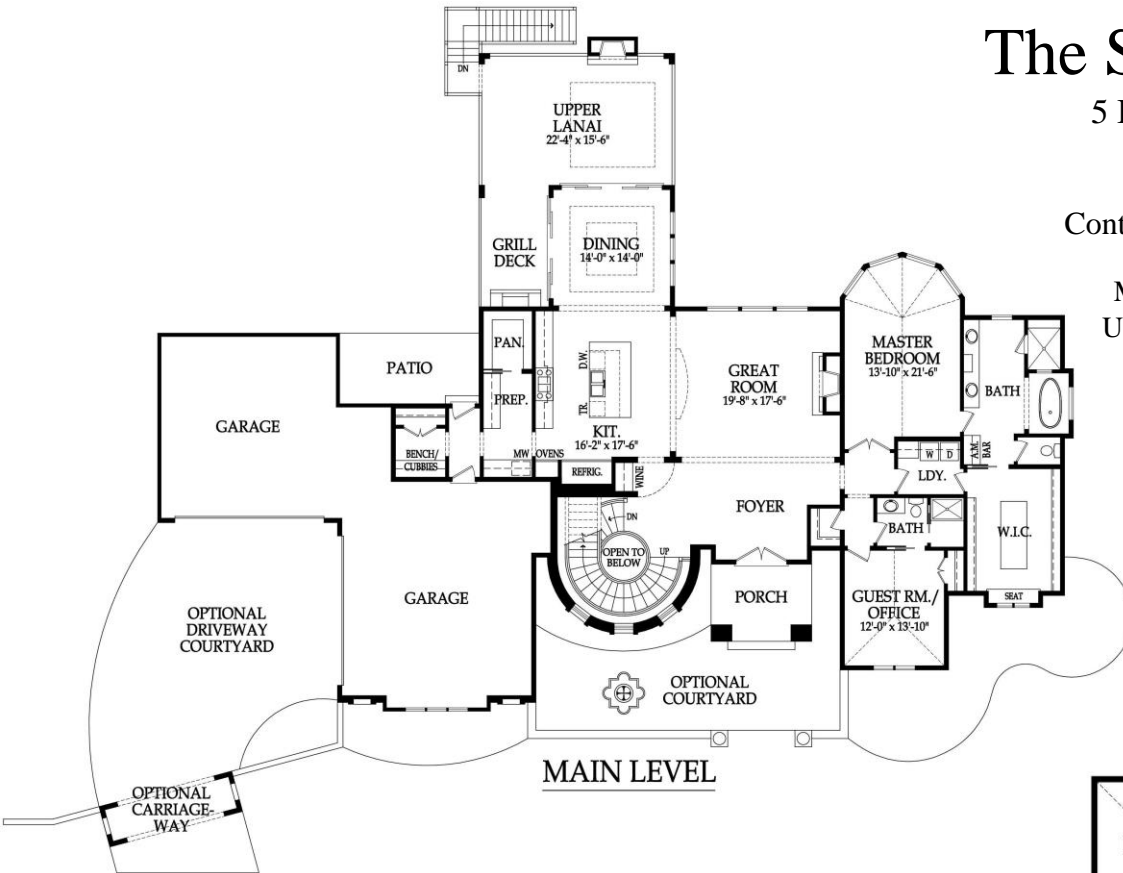 The S
5 I
Cont
M
U
DN
UPPER
LANAI
22'-4" x 15'-6"
GRILL
DECK
DINING
14'-0" x 14'-0"
PATIO
PAN.
PREP.
D.W.
TR.
KIT.
16'-2" x 17'-6"
GREAT
ROOM
19'-8" x 17'-6"
MASTER
BEDROOM
13'-10" x 21'-6"
BATH
GARAGE
BENCH/
CUBBIES
MW OVENS
REFRIG.
WINE
W D
LDY.
A.M.
BAR
FOYER
BATH
W.I.C.
SEAT
DN
UP
OPEN TO
BELOW
GARAGE
PORCH
GUEST RM./
OFFICE
12'-0" x 13'-10"
OPTIONAL
DRIVEWAY
COURTYARD
OPTIONAL
COURTYARD
MAIN LEVEL
OPTIONAL
CARRIAGE-
WAY